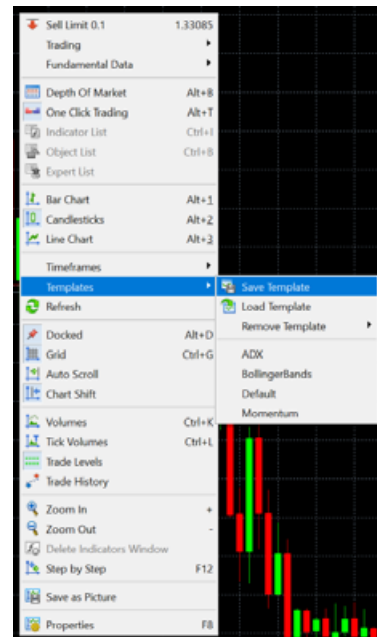 Sell Limit 0.1 1.33085
Trading
Fundamental Data
Depth Of Market Alt+B
One Click Trading Alt+T
Indicator List Ctrl+I
Object List Ctrl+B
Expert List
Bar Chart Alt+1
Candlesticks Alt+2
Line Chart Alt+3
Timeframes
Templates
Refresh
Docked Alt+D
Grid Ctrl+G
Auto Scroll
Chart Shift
Volumes Ctrl+K
Tick Volumes Ctrl+L
Trade Levels
Trade History
Zoom In +
Zoom Out -
Delete Indicators Window
Step by Step F12
Save as Picture
Properties F8
Save Template
Load Template
Remove Template
ADX
BollingerBands
Default
Momentum